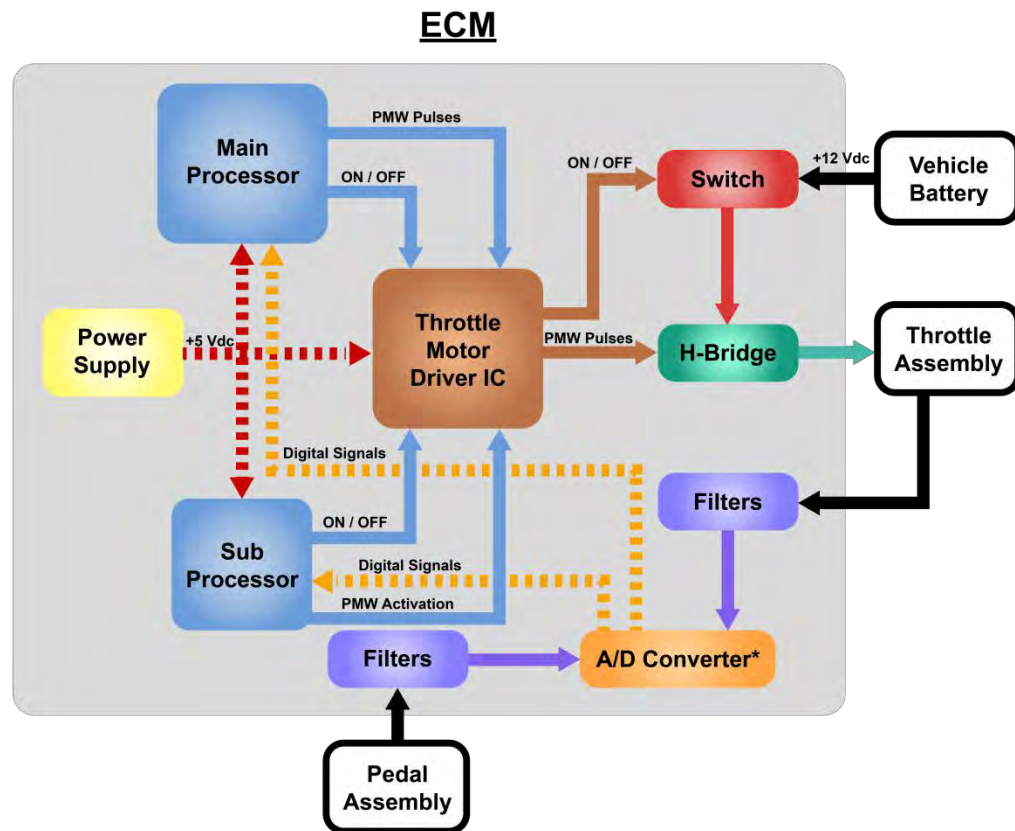 ECM
Main
Processor
PMW Pulses
ON / OFF
ON / OFF
Switch
+12 Vdc
Vehicle
Battery
Power
Supply
+5 Vdc
Throttle
Motor
Driver IC
PMW Pulses
H-Bridge
Throttle
Assembly
Digital Signals
Filters
Sub
Processor
ON / OFF
Digital Signals
PMW Activation
Filters
A/D Converter*
Pedal
Assembly